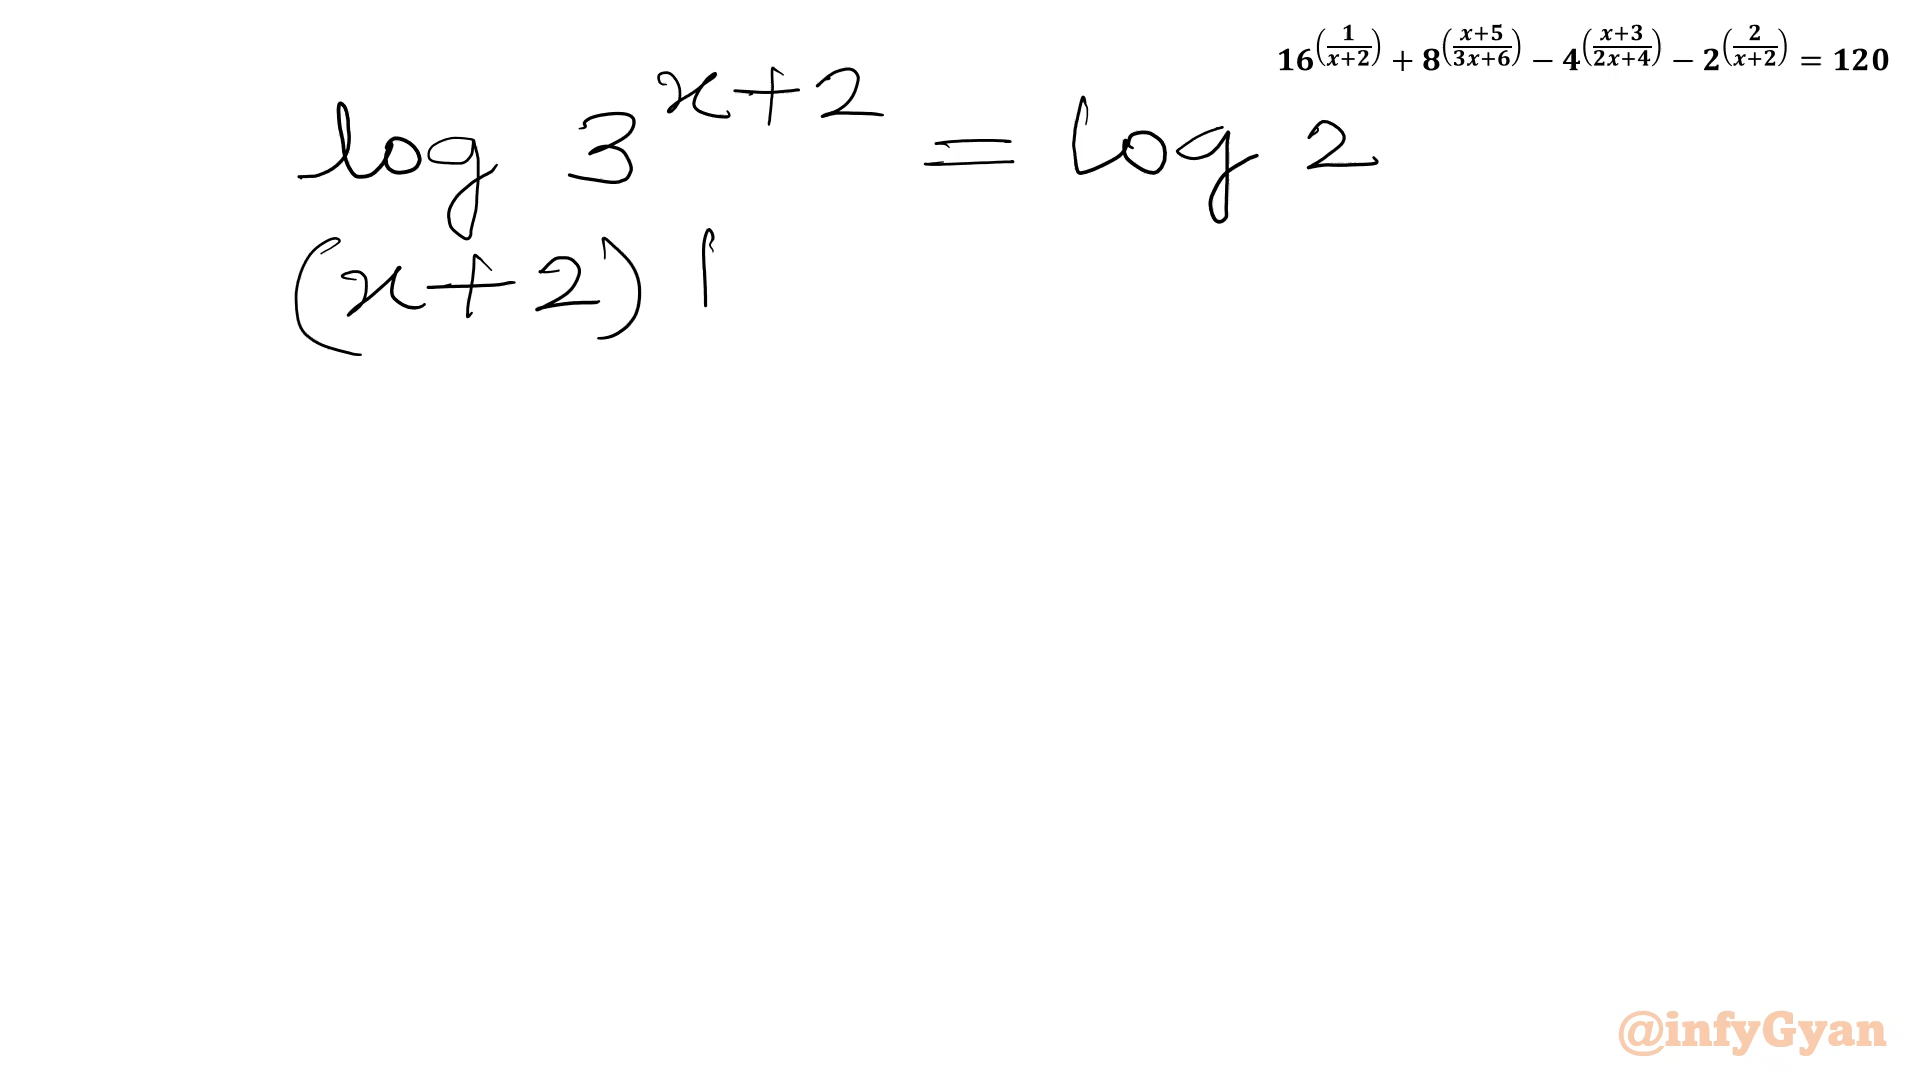 16^(1/(x+2)) + 8^((x+5)/(3x+6)) − 4^((x+3)/(2x+4)) − 2^(2/(x+2)) = 120
log 3^(x+2) = log 2
(x+2) l
@infyGyan